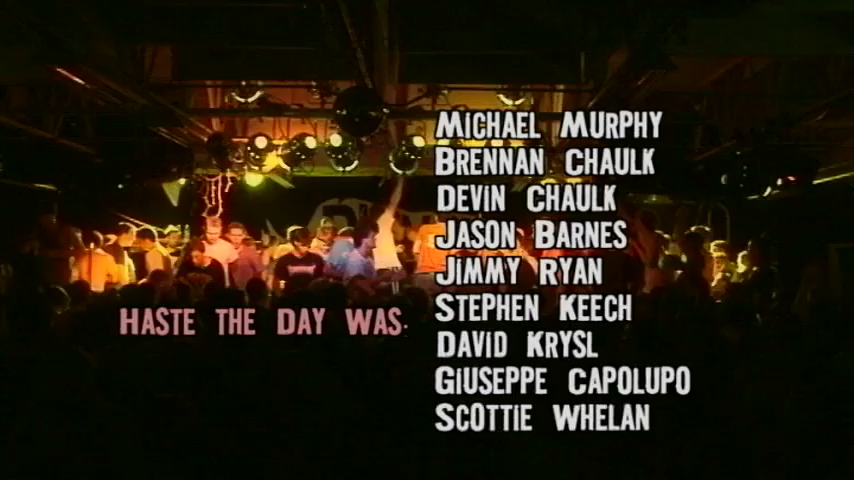 MICHAEL MURPHY
BRENNAN CHAULK
DEVIN CHAULK
JASON BARNES
JIMMY RYAN
HASTE THE DAY WAS:
STEPHEN KEECH
DAVID KRYSL
GIUSEPPE CAPOLUPO
SCOTTIE WHELAN